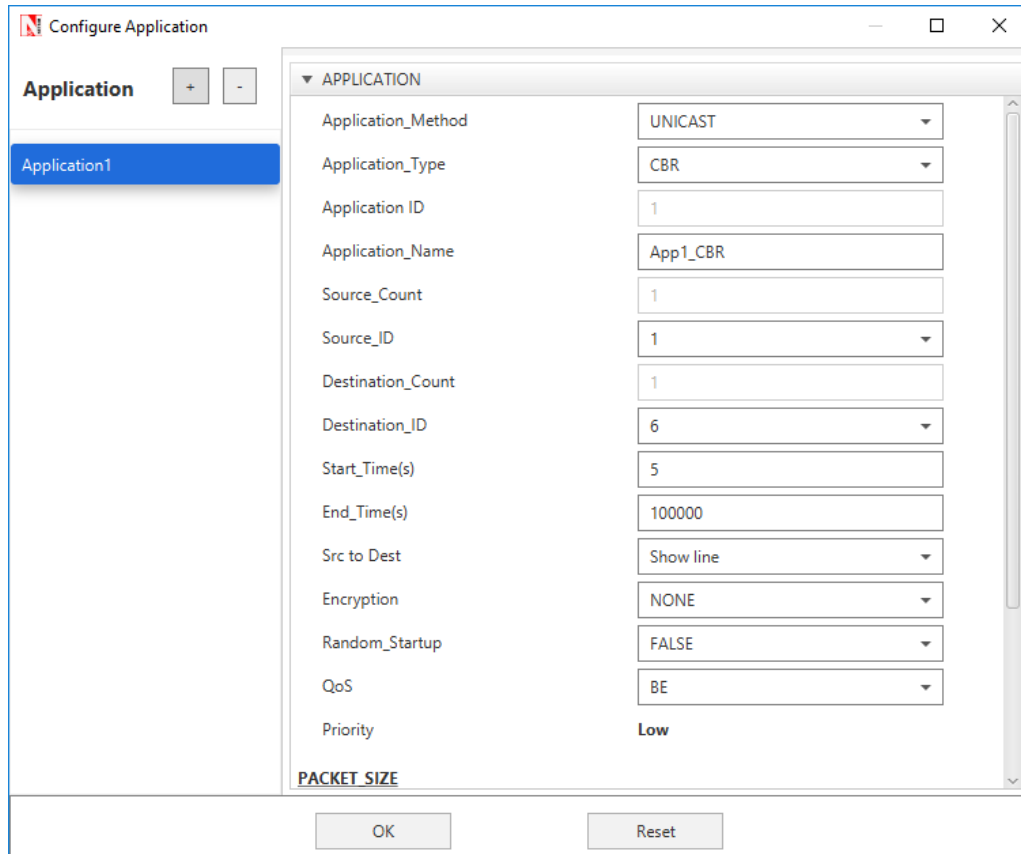 Configure Application
Application + -
Application1
APPLICATION
Application_Method UNICAST
Application_Type CBR
Application ID 1
Application_Name App1_CBR
Source_Count 1
Source_ID 1
Destination_Count 1
Destination_ID 6
Start_Time(s) 5
End_Time(s) 100000
Src to Dest Show line
Encryption NONE
Random_Startup FALSE
QoS BE
Priority Low
PACKET_SIZE
OK Reset